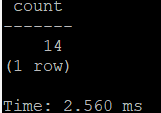 count
-------
14
(1 row)
Time: 2.560 ms